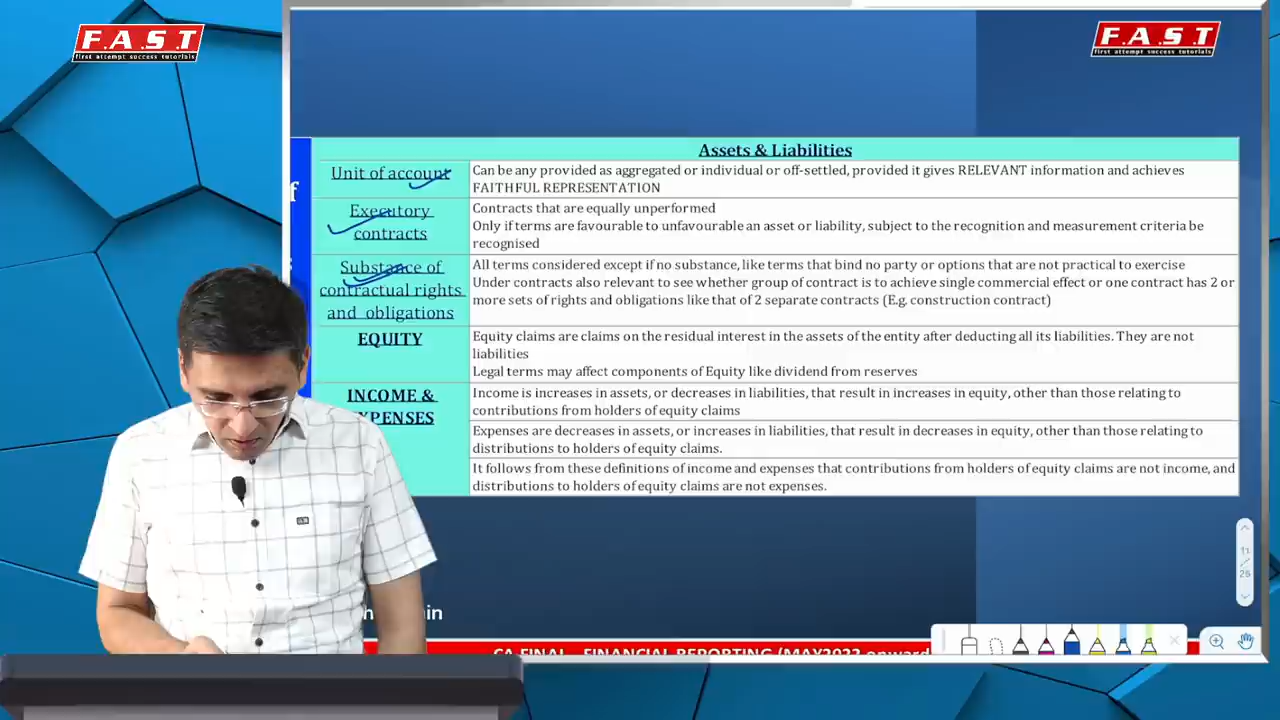 F.A.S.T
first attempt success tutorials
F.A.S.T
first attempt success tutorials
Assets & Liabilities
Unit of account
Can be any provided as aggregated or individual or off-settled, provided it gives RELEVANT information and achieves
FAITHFUL REPRESENTATION
Executory
contracts
Contracts that are equally unperformed
Only if terms are favourable to unfavourable an asset or liability, subject to the recognition and measurement criteria be
recognised
Substance of
contractual rights
and obligations
All terms considered except if no substance, like terms that bind no party or options that are not practical to exercise
Under contracts also relevant to see whether group of contract is to achieve single commercial effect or one contract has 2 or
more sets of rights and obligations like that of 2 separate contracts (E.g. construction contract)
EQUITY
Equity claims are claims on the residual interest in the assets of the entity after deducting all its liabilities. They are not
liabilities
Legal terms may affect components of Equity like dividend from reserves
INCOME &
XPENSES
Income is increases in assets, or decreases in liabilities, that result in increases in equity, other than those relating to
contributions from holders of equity claims
Expenses are decreases in assets, or increases in liabilities, that result in decreases in equity, other than those relating to
distributions to holders of equity claims.
It follows from these definitions of income and expenses that contributions from holders of equity claims are not income, and
distributions to holders of equity claims are not expenses.
11
25
CA FINAL - FINANCIAL REPORTING (MAY2022 onward